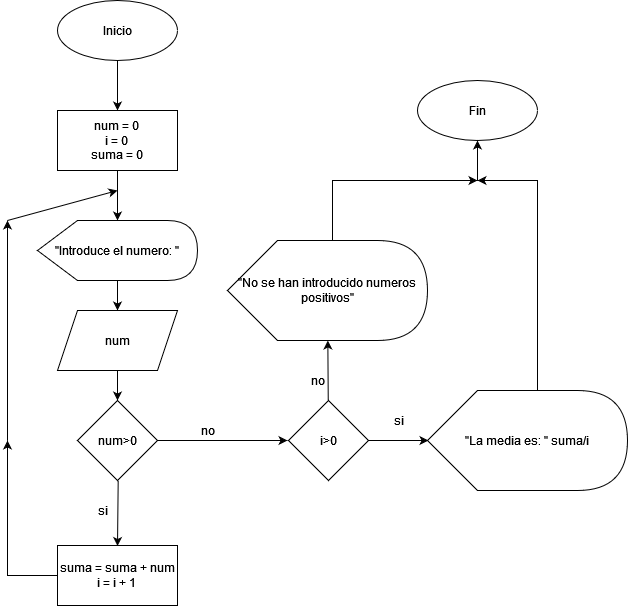 Inicio
num = 0
i = 0
suma = 0
"Introduce el numero: "
num
num>0
no
si
suma = suma + num
i = i + 1
i>0
no
si
"No se han introducido numeros
positivos"
"La media es: " suma/i
Fin